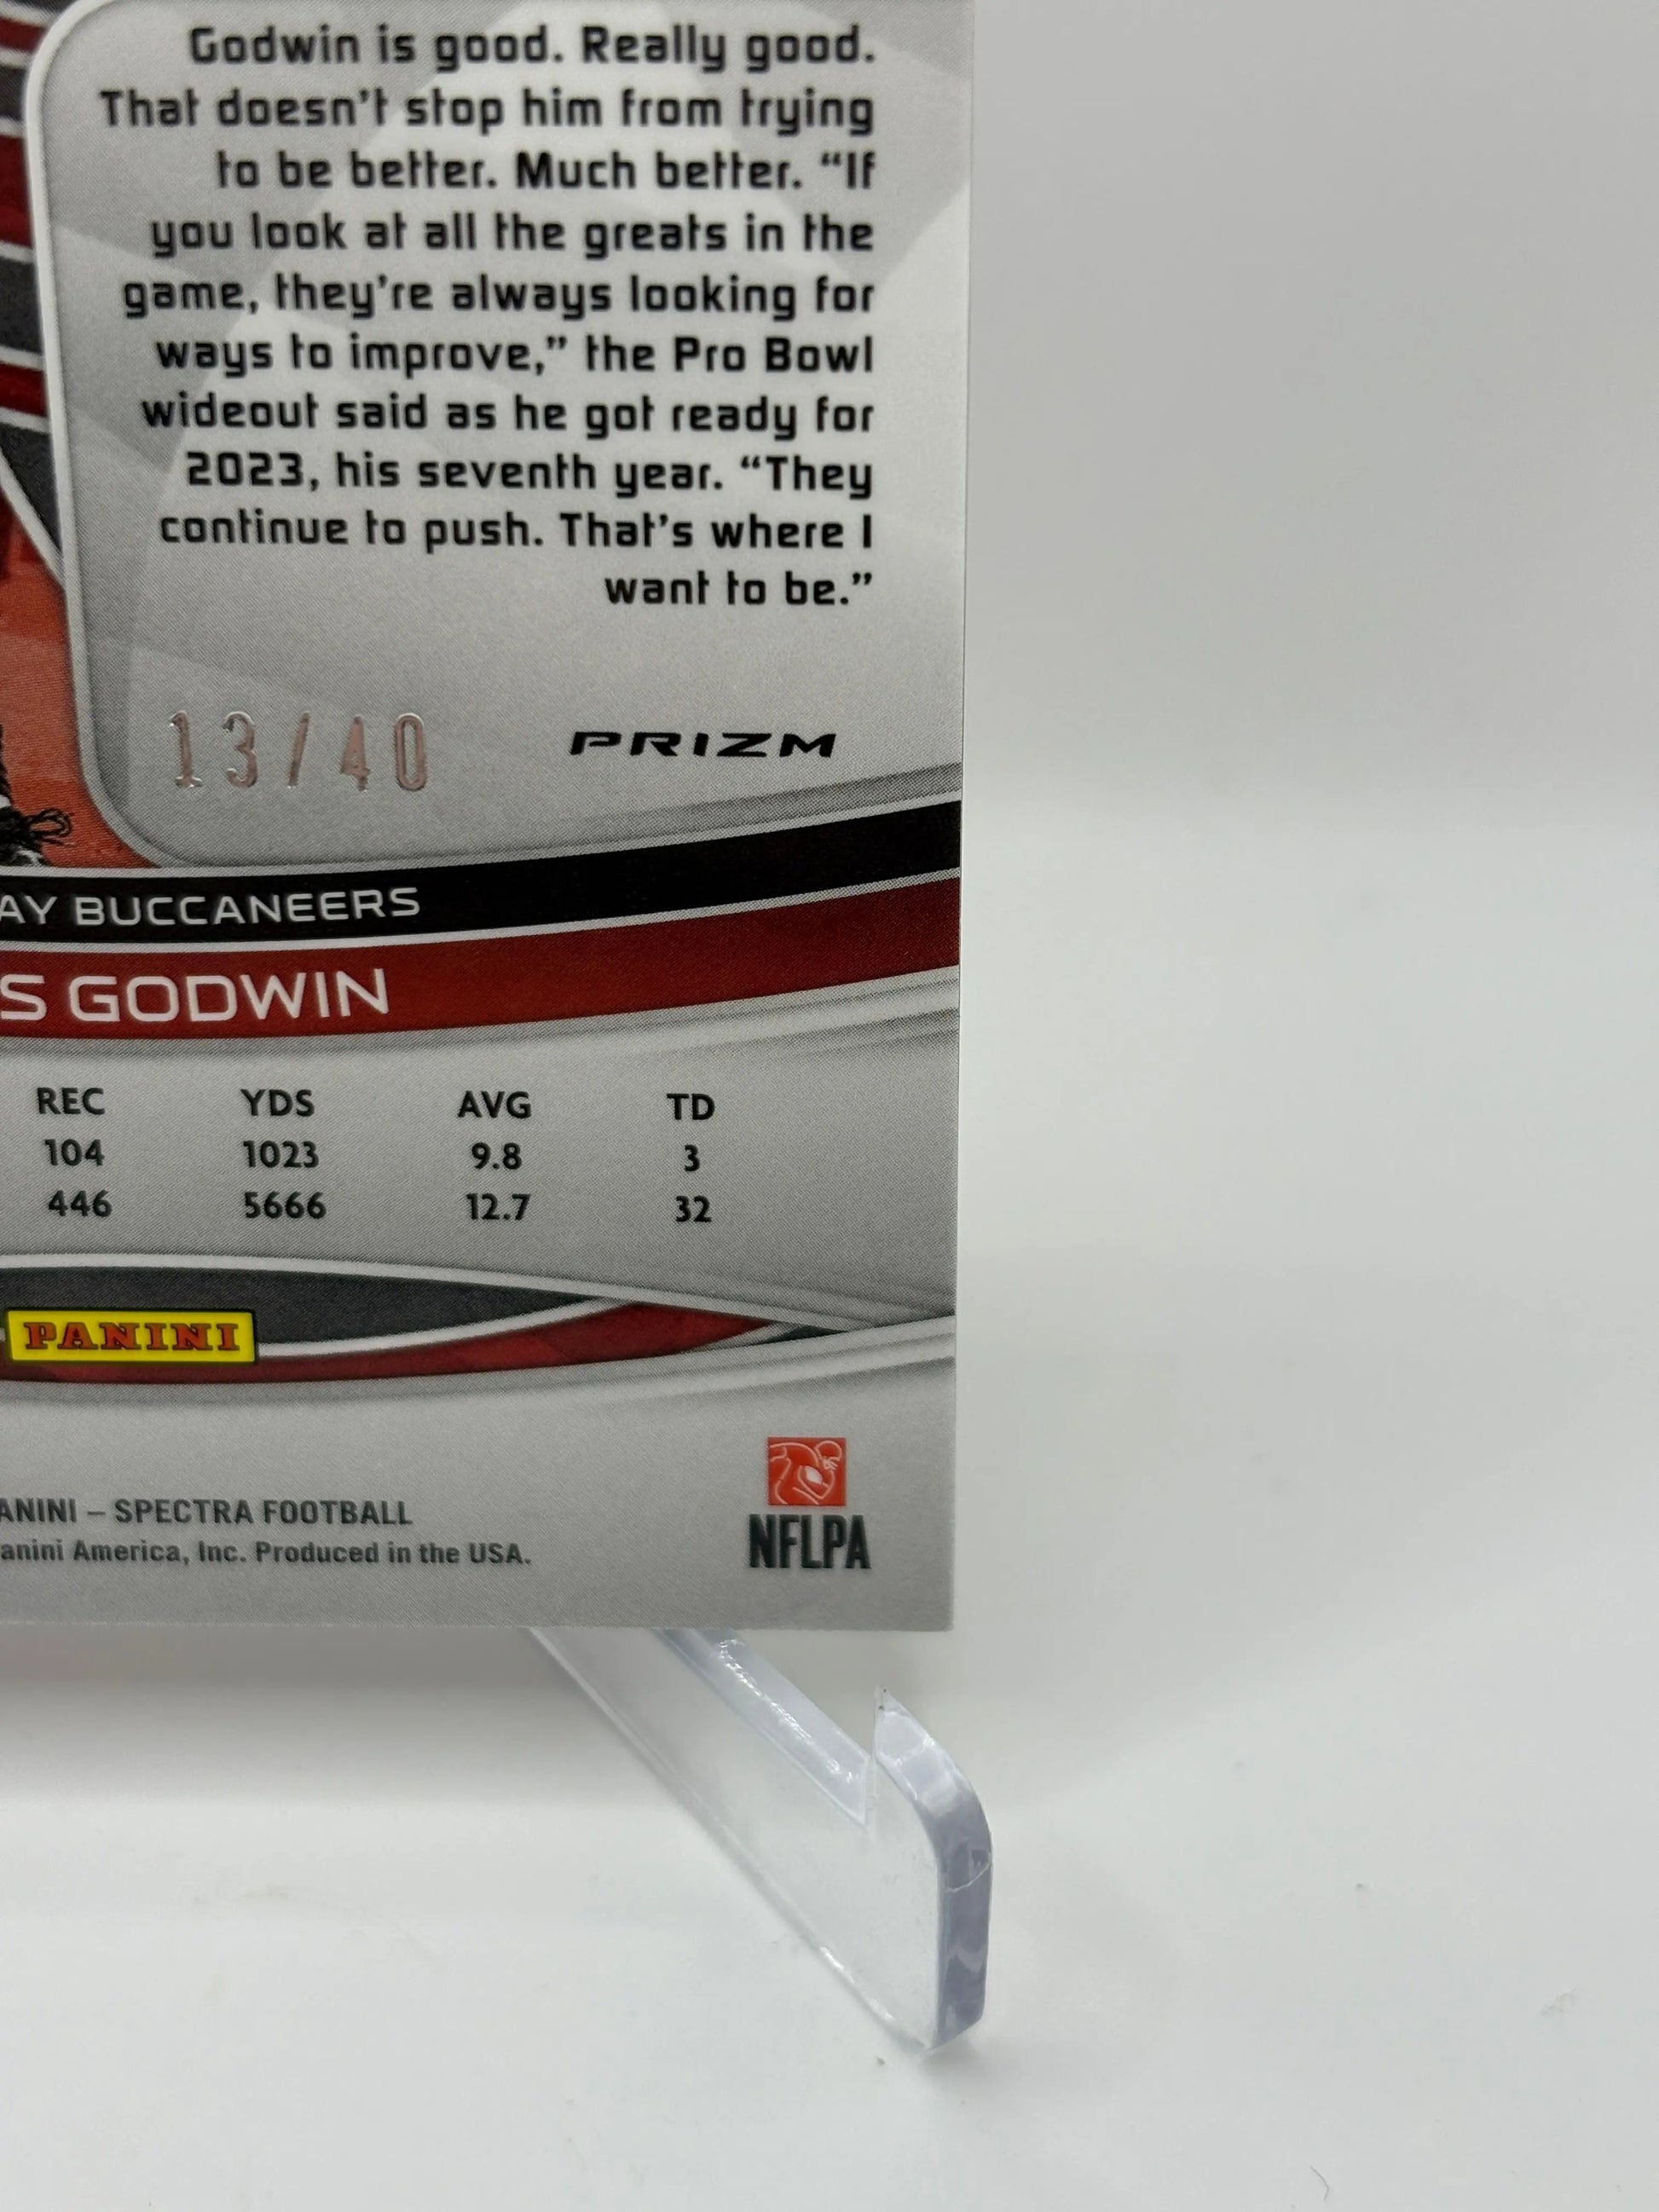 Godwin is good. Really good.
That doesn't stop him from trying
to be better. Much better. “If
you look at all the greats in the
game, they're always looking for
ways to improve,” the Pro Bowl
wideout said as he got ready for
2023, his seventh year. “They
continue to push. That's where I
want to be.”
13/40 PRIZM
AY BUCCANEERS
S GODWIN
REC YDS AVG TD
104 1023 9.8 3
446 5666 12.7 32
PANINI
ANINI – SPECTRA FOOTBALL
anini America, Inc. Produced in the USA.
NFLPA